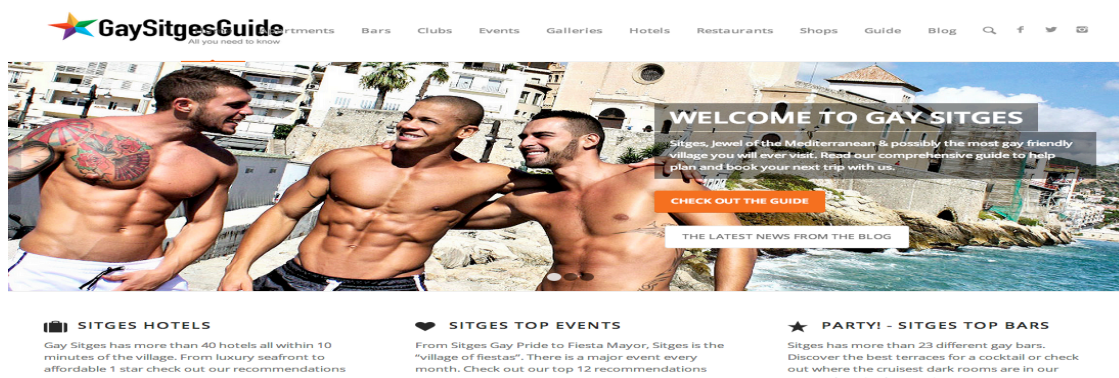 GaySitgesGuide
All you need to know
Apartments Bars Clubs Events Galleries Hotels Restaurants Shops Guide Blog
WELCOME TO GAY SITGES
Sitges, Jewel of the Mediterranean & possibly the most gay friendly
village you will ever visit. Read our comprehensive guide to help
plan and book your next trip with us.
CHECK OUT THE GUIDE
THE LATEST NEWS FROM THE BLOG
SITGES HOTELS
Gay Sitges has more than 40 hotels all within 10
minutes of the village. From luxury seafront to
affordable 1 star check out our recommendations
SITGES TOP EVENTS
From Sitges Gay Pride to Fiesta Mayor, Sitges is the
"village of fiestas". There is a major event every
month. Check out our top 12 recommendations
PARTY! - SITGES TOP BARS
Sitges has more than 23 different gay bars.
Discover the best terraces for a cocktail or check
out where the cruisest dark rooms are in our